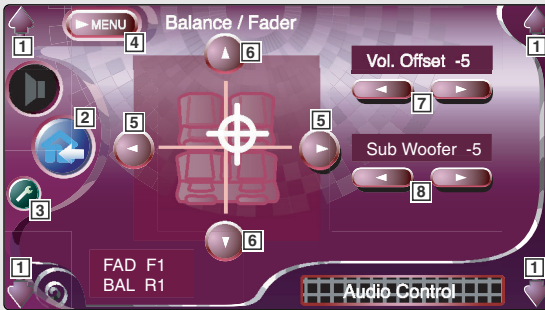 MENU
Balance / Fader
1
1
4
6
Vol. Offset -5
7
2
5
5
Sub Woofer -5
8
3
6
1
1
FAD F1
BAL R1
Audio Control